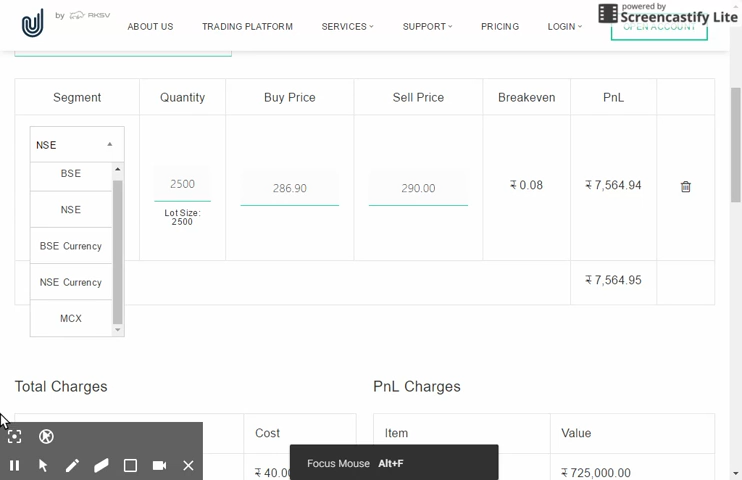 powered by
Screencastify Lite
by RKSV
ABOUT US
TRADING PLATFORM
SERVICES
SUPPORT
PRICING
LOGIN
OPEN ACCOUNT
Segment
Quantity
Buy Price
Sell Price
Breakeven
PnL
NSE
BSE
NSE
BSE Currency
NSE Currency
MCX
2500
Lot Size:
2500
286.90
290.00
₹ 0.08
₹ 7,564.94
₹ 7,564.95
Total Charges
PnL Charges
Cost
Item
Value
₹ 40.00
₹ 725,000.00
Focus Mouse Alt+F